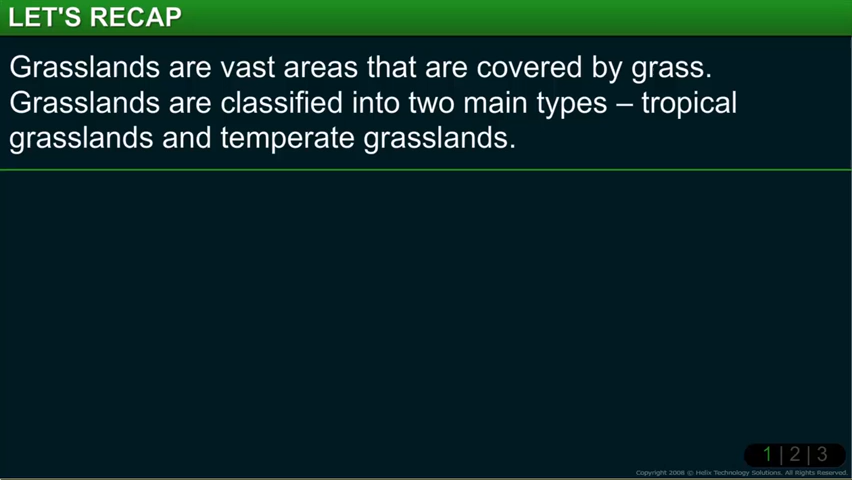 LET'S RECAP
Grasslands are vast areas that are covered by grass.
Grasslands are classified into two main types – tropical
grasslands and temperate grasslands.
1 | 2 | 3
Copyright 2008 © Helix Technology Solutions. All Rights Reserved.